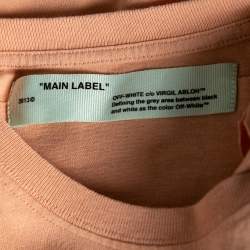 "MAIN LABEL"
2013©
OFF-WHITE c/o VIRGIL ABLOH™
Defining the grey area between black
and white as the color Off-White™